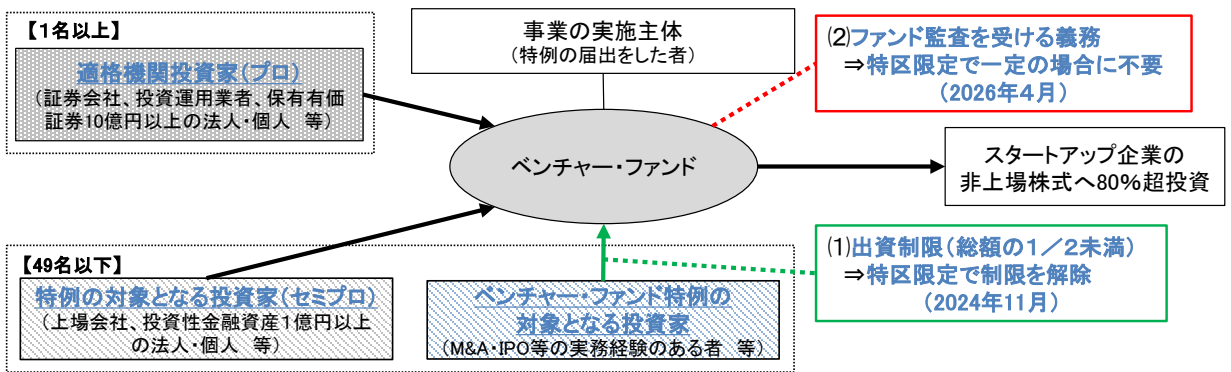 【1名以上】
適格機関投資家(プロ)
(証券会社、投資運用業者、保有有価
証券10億円以上の法人・個人 等)
事業の実施主体
(特例の届出をした者)
⑵ファンド監査を受ける義務
⇒特区限定で一定の場合に不要
(2026年4月)
ベンチャー・ファンド
スタートアップ企業の
非上場株式へ80%超投資
【49名以下】
特例の対象となる投資家(セミプロ)
(上場会社、投資性金融資産1億円以上
の法人・個人 等)
ベンチャー・ファンド特例の
対象となる投資家
(M&A・IPO等の実務経験のある者 等)
⑴出資制限(総額の1/2未満)
⇒特区限定で制限を解除
(2024年11月)